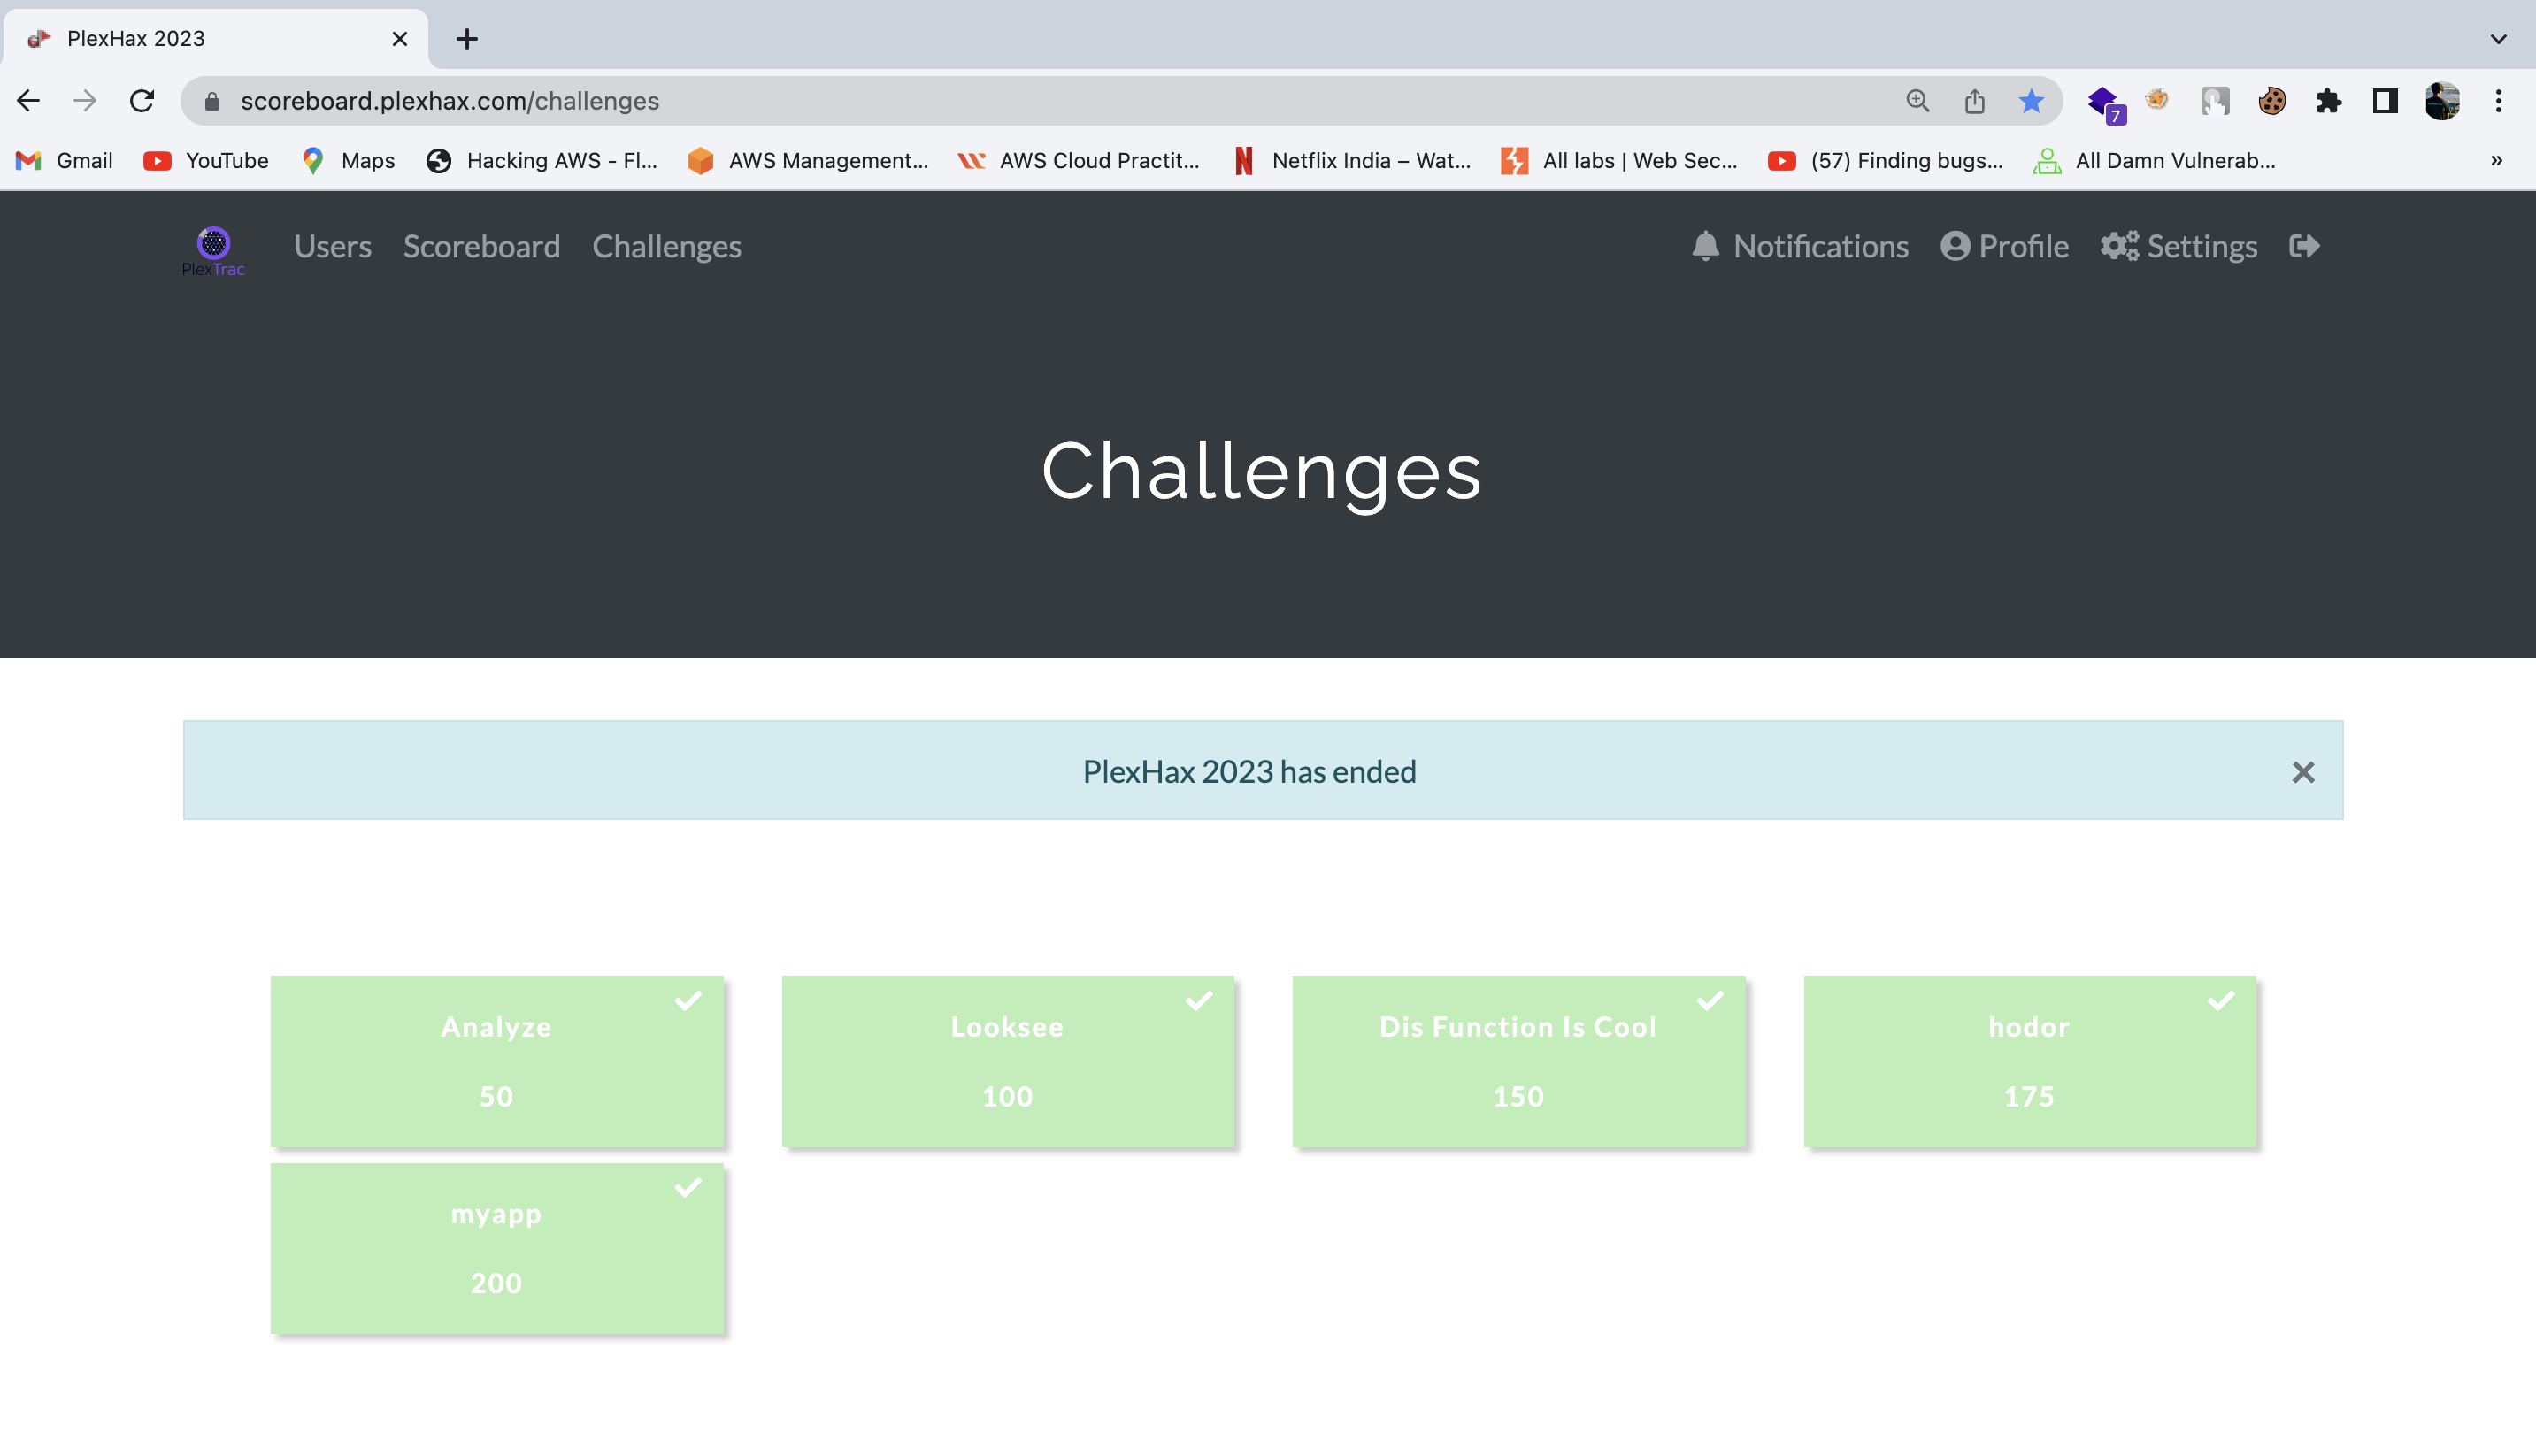 PlexHax 2023
scoreboard.plexhax.com/challenges
7
Gmail YouTube Maps Hacking AWS - Fl... AWS Management... AWS Cloud Practit... Netflix India – Wat... All labs | Web Sec... (57) Finding bugs... All Damn Vulnerab... »
PlexTrac Users Scoreboard Challenges Notifications Profile Settings
Challenges
PlexHax 2023 has ended
Analyze
50
Looksee
100
Dis Function Is Cool
150
hodor
175
myapp
200